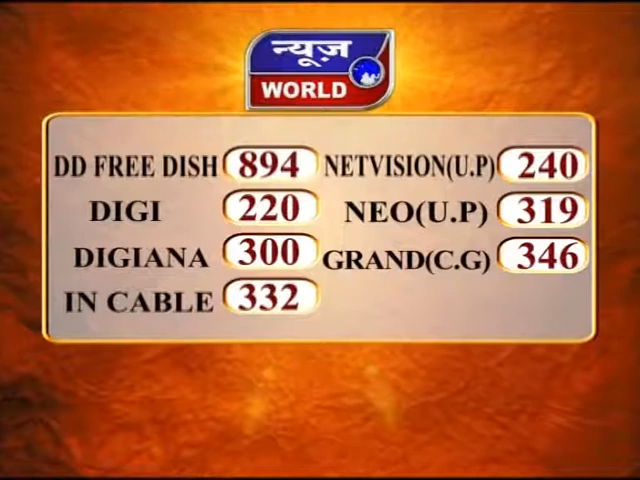 न्यूज़
WORLD
DD FREE DISH 894 NETVISION(U.P) 240
DIGI 220 NEO(U.P) 319
DIGIANA 300 GRAND(C.G) 346
IN CABLE 332